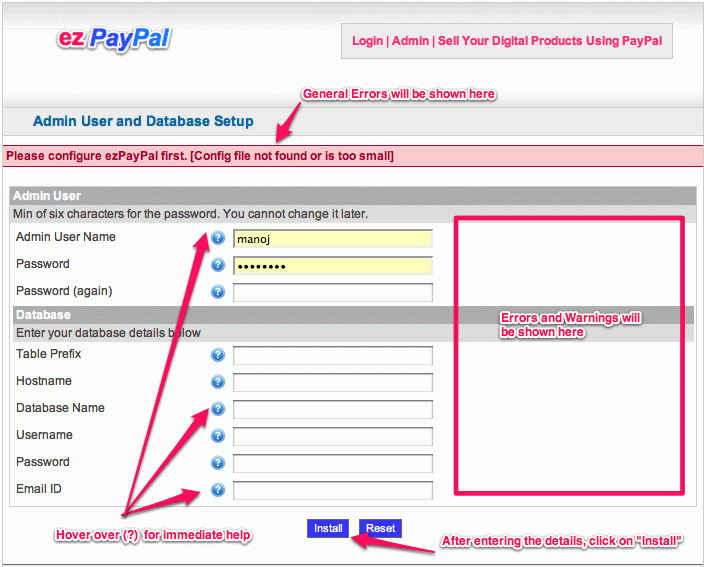 ez PayPal
Login | Admin | Sell Your Digital Products Using PayPal
General Errors will be shown here
Admin User and Database Setup
Please configure ezPayPal first. [Config file not found or is too small]
Admin User
Min of six characters for the password. You cannot change it later.
Admin User Name ? manoj
Password ? ••••••••
Password (again) ?
Database
Enter your database details below
Errors and Warnings will
be shown here
Table Prefix ?
Hostname ?
Database Name ?
Username ?
Password ?
Email ID ?
Install Reset
Hover over (?) for immediate help
After entering the details, click on "Install"